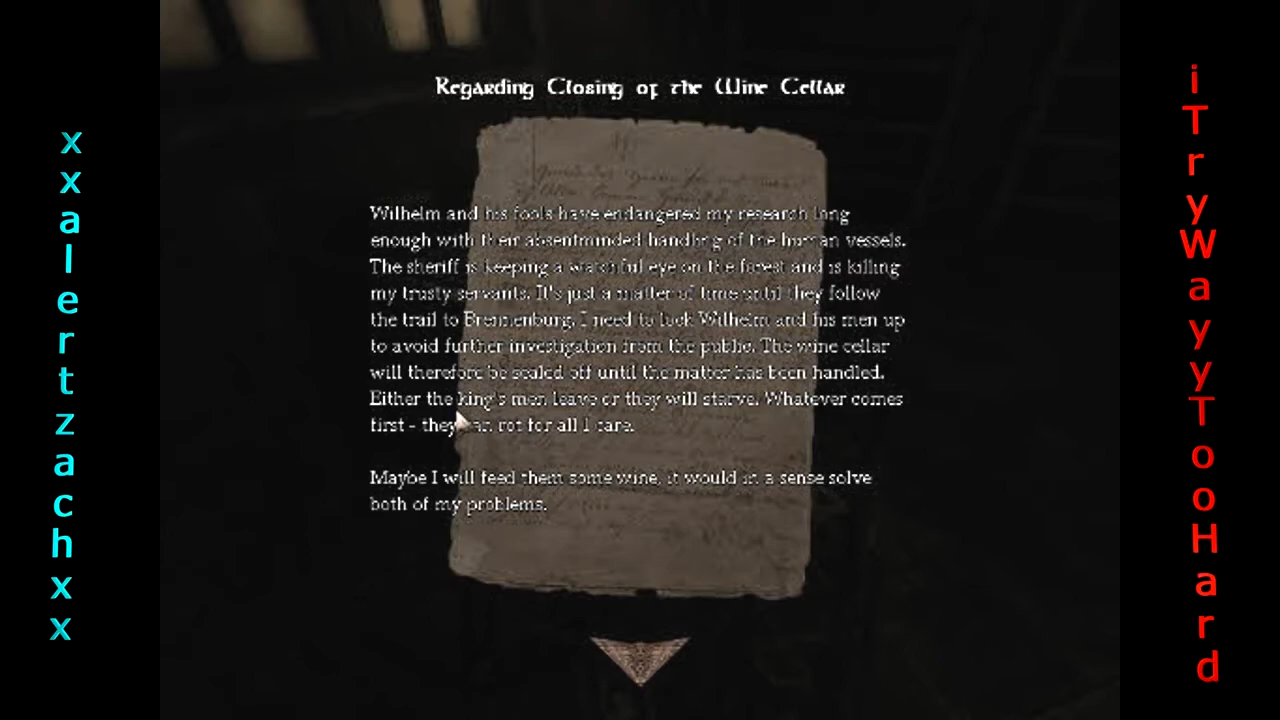 Regarding Closing of the Wine Cellar
Wilhelm and his fools have endangered my research long
enough with their absentminded handling of the human vessels.
The sheriff is keeping a watchful eye on the forest and is killing
my trusty servants. It's just a matter of time until they follow
the trail to Brennenburg. I need to lock Wilhelm and his men up
to avoid further investigation from the public. The wine cellar
will therefore be sealed off until the matter has been handled.
Either the king's men leave or they will starve. Whatever comes
first - they can rot for all I care.
Maybe I will feed them some wine, it would in a sense solve
both of my problems.
xxalertzachxx
iTryWayyTooHard